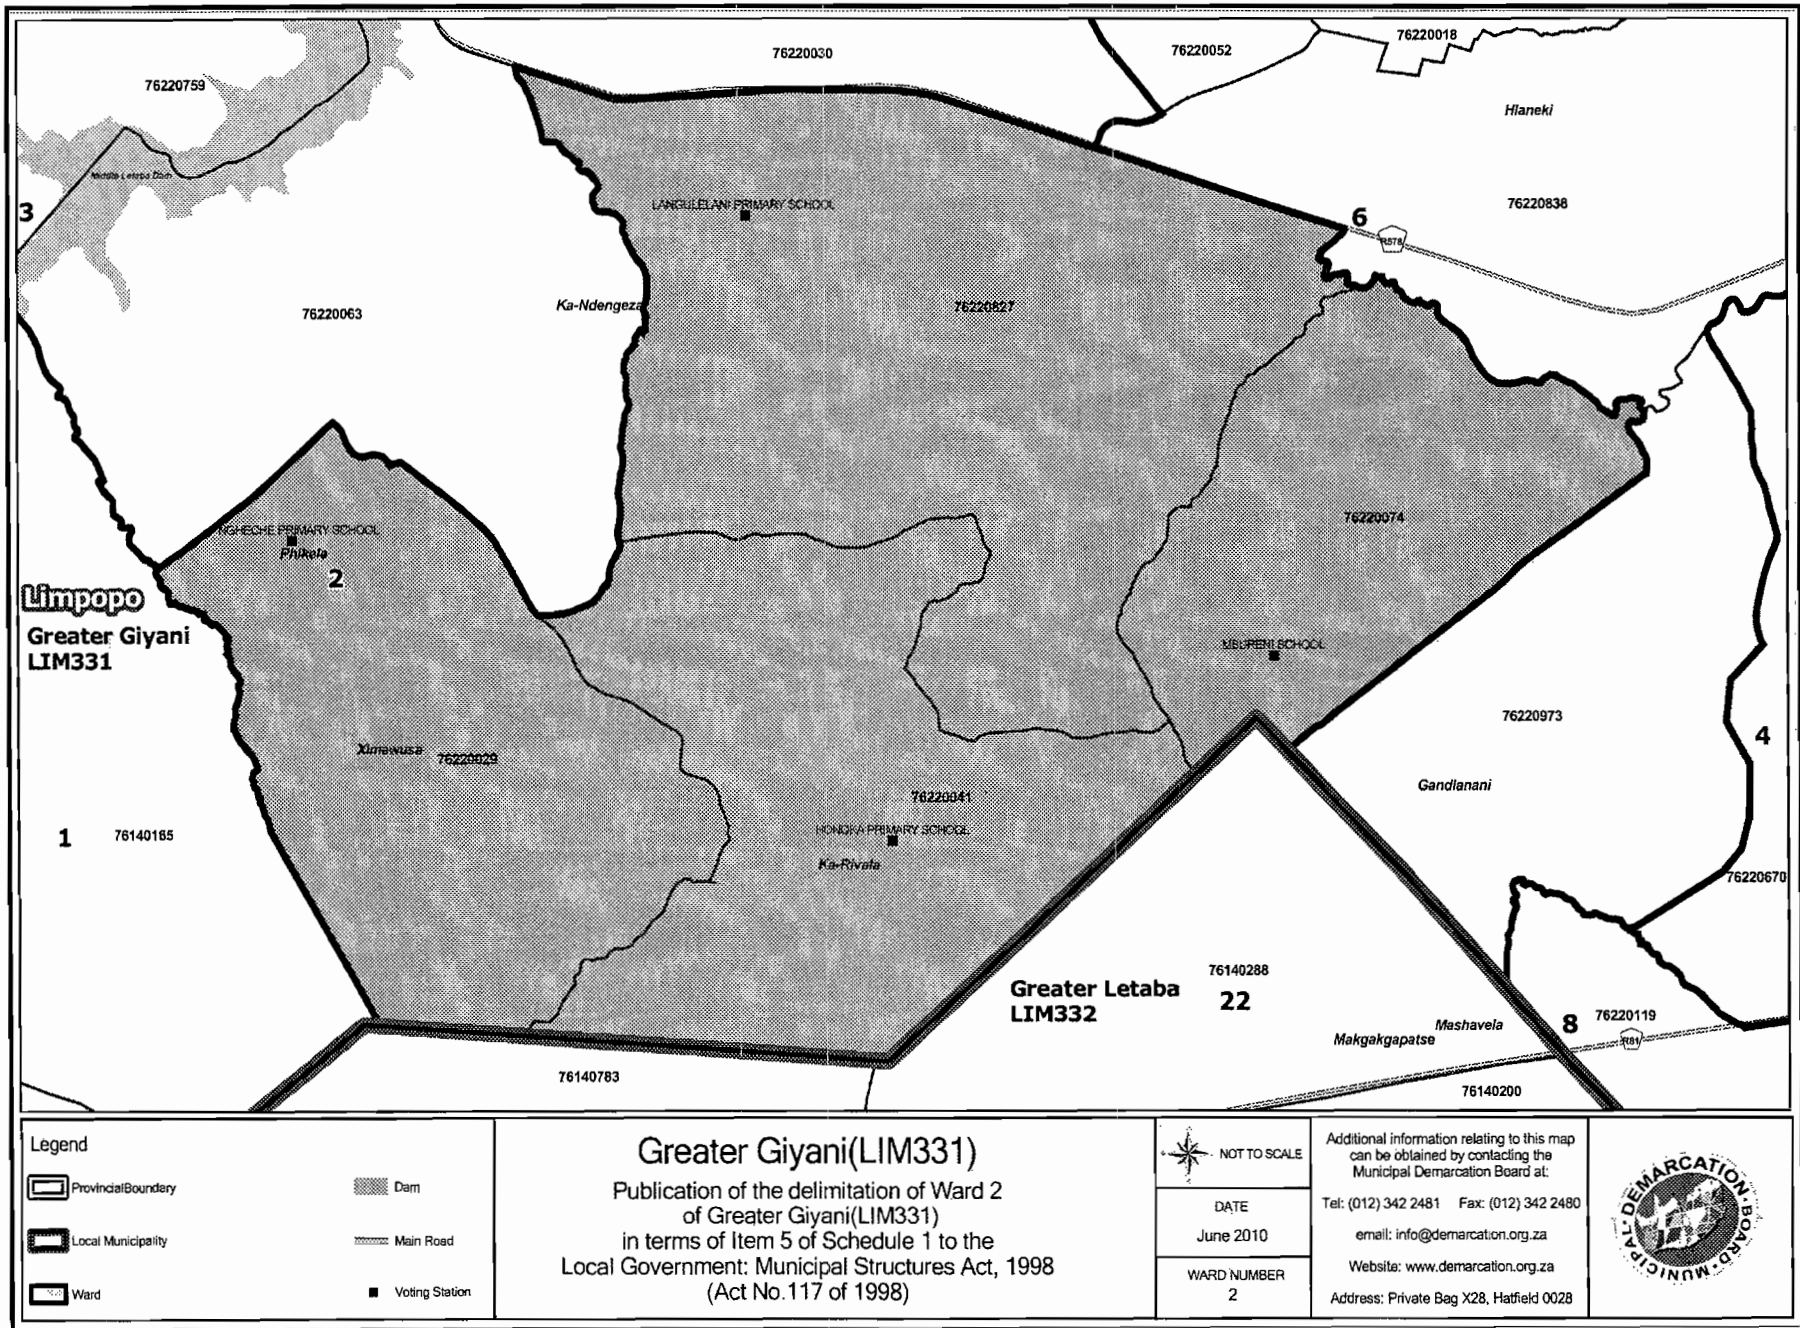 76220030
76220052
76220018
76220759
Hlaneki
Middle Letaba Dam
3
LANGULELANI PRIMARY SCHOOL
76220838
6
R578
Ka-Ndengeza
76220827
76220063
76220074
NGHECHE PRIMARY SCHOOL
Phikela
2
Limpopo
Greater Giyani
LIM331
MBURENI SCHOOL
76220973
4
Ximawusa
76220029
Gandlanani
76220041
1
76140165
HONOKA PRIMARY SCHOOL
Ka-Rivala
76220670
76140288
Greater Letaba
LIM332
22
Mashavela
Makgakgapatse
8
76220119
R81
76140783
76140200
Legend
ProvincialBoundary
Local Municipality
Ward
Dam
Main Road
Voting Station
Greater Giyani(LIM331)
Publication of the delimitation of Ward 2
of Greater Giyani(LIM331)
in terms of Item 5 of Schedule 1 to the
Local Government: Municipal Structures Act, 1998
(Act No.117 of 1998)
NOT TO SCALE
DATE
June 2010
WARD NUMBER
2
Additional information relating to this map
can be obtained by contacting the
Municipal Demarcation Board at:
Tel: (012) 342 2481 Fax: (012) 342 2480
email: info@demarcation.org.za
Website: www.demarcation.org.za
Address: Private Bag X28, Hatfield 0028
MUNICIPAL DEMARCATION BOARD